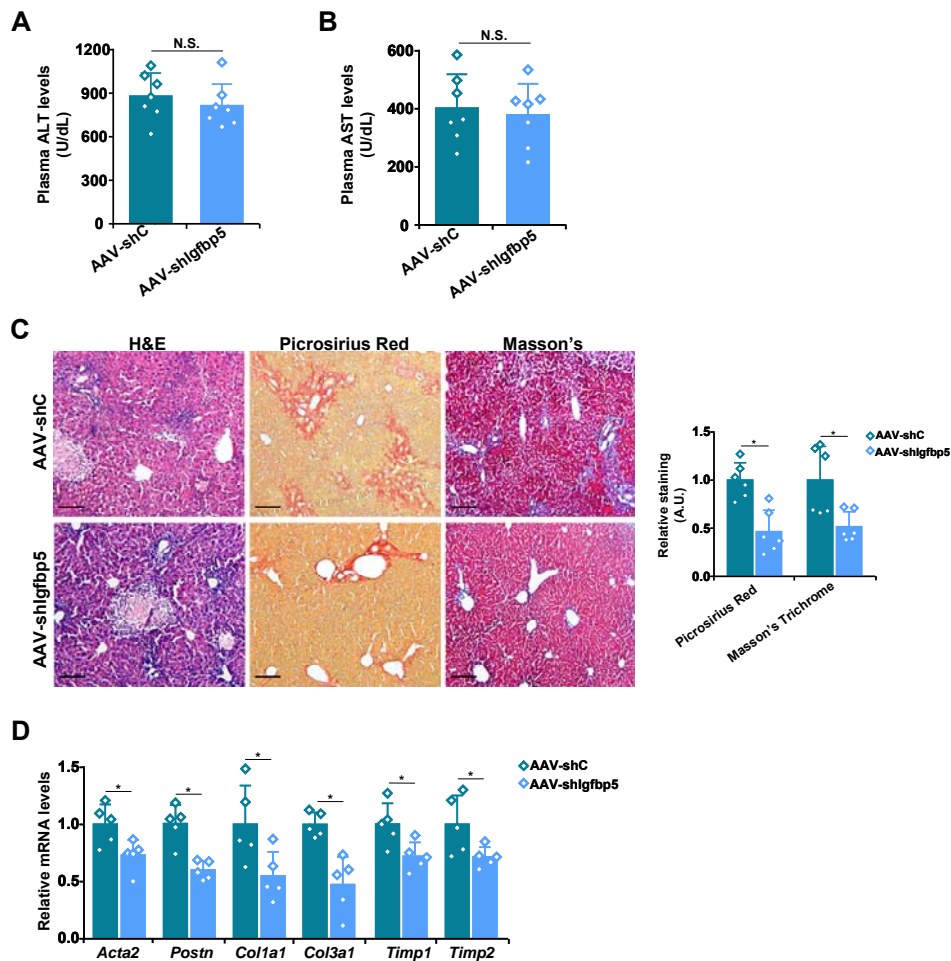 A
N.S.
Plasma ALT levels
(U/dL)
1200
900
600
300
0
AAV-shC
AAV-shIgfbp5
B
N.S.
Plasma AST levels
(U/dL)
600
400
200
0
AAV-shC
AAV-shIgfbp5
C
H&E
Picrosirius Red
Masson's
AAV-shC
AAV-shIgfbp5
Relative staining
(A.U.)
1.5
1.0
0.5
0.0
*
*
AAV-shC
AAV-shIgfbp5
Picrosirius Red
Masson's Trichrome
D
Relative mRNA levels
1.5
1.0
0.5
0.0
*
*
*
*
*
*
AAV-shC
AAV-shIgfbp5
Acta2
Postn
Col1a1
Col3a1
Timp1
Timp2